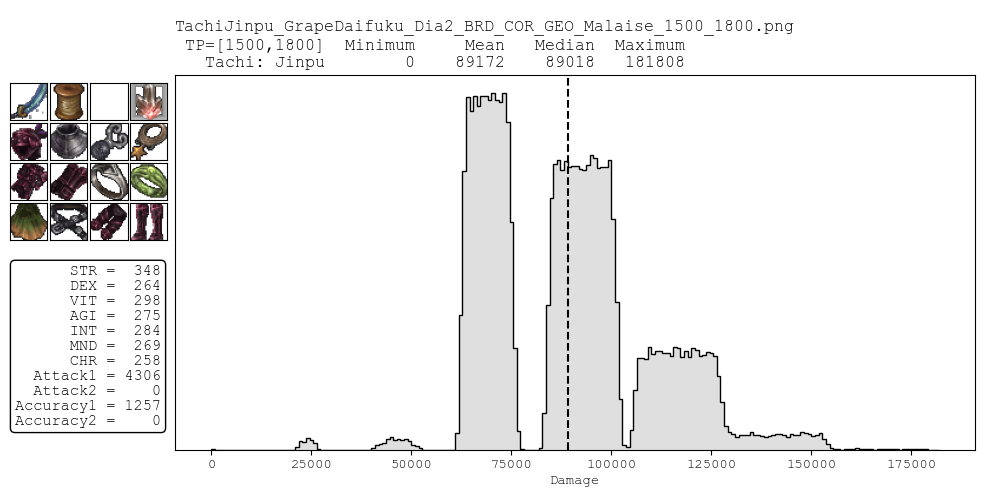 TachiJinpu_GrapeDaifuku_Dia2_BRD_COR_GEO_Malaise_1500_1800.png
TP=[1500,1800] Minimum Mean Median Maximum
Tachi: Jinpu 0 89172 89018 181808
STR = 348
DEX = 264
VIT = 298
AGI = 275
INT = 284
MND = 269
CHR = 258
Attack1 = 4306
Attack2 = 0
Accuracy1 = 1257
Accuracy2 = 0
0 25000 50000 75000 100000 125000 150000 175000
Damage